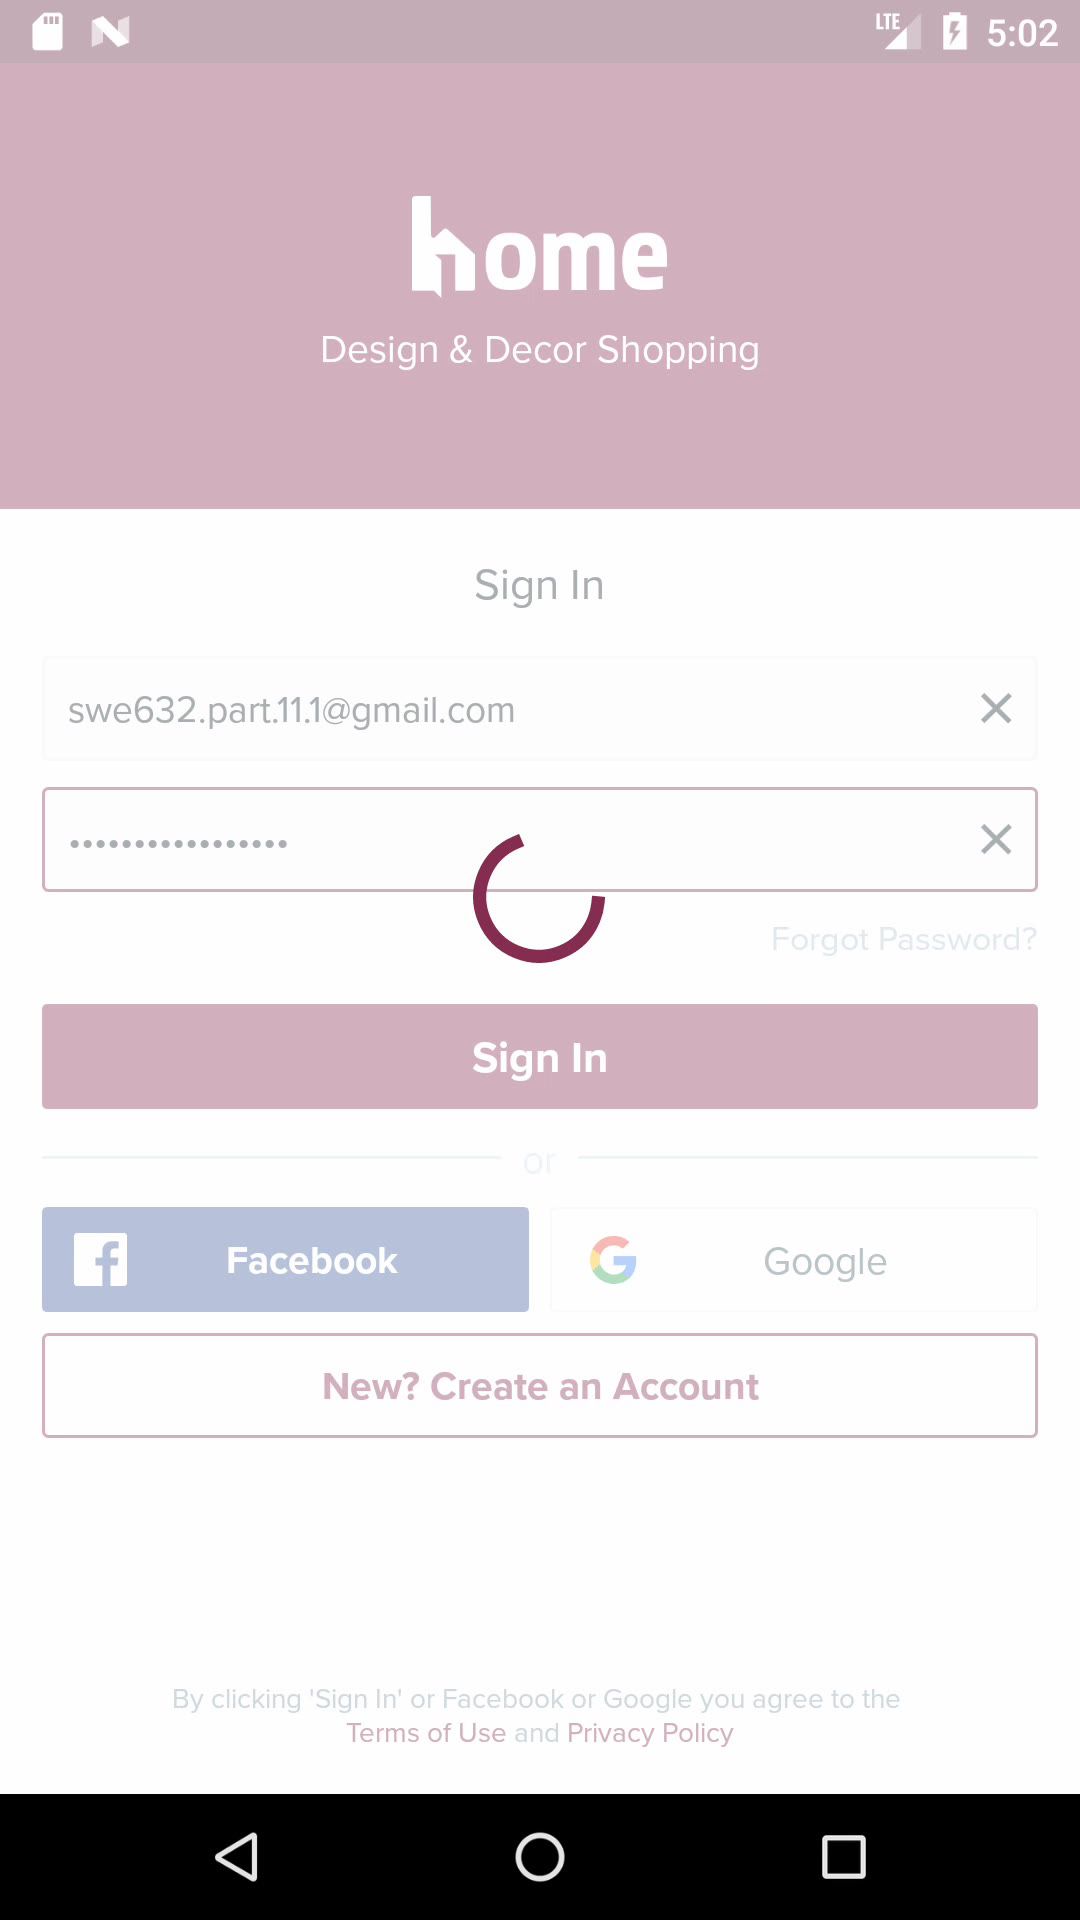 LTE 5:02
home
Design & Decor Shopping
Sign In
swe632.part.11.1@gmail.com
•••••••••••••••••
Forgot Password?
Sign In
or
Facebook
Google
New? Create an Account
By clicking 'Sign In' or Facebook or Google you agree to the
Terms of Use and Privacy Policy